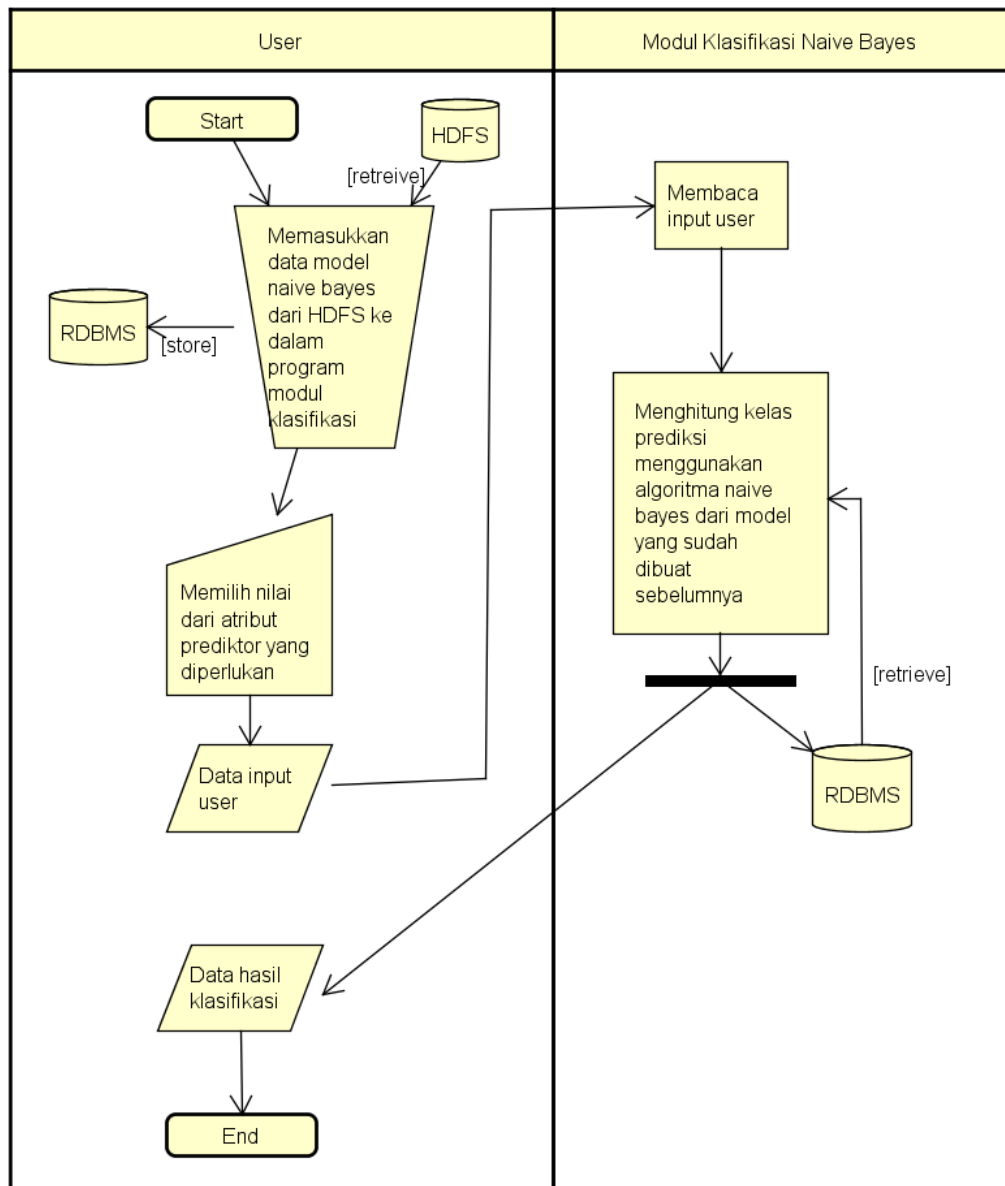 User
Modul Klasifikasi Naive Bayes
Start
HDFS
[retreive]
Memasukkan
data model
naive bayes
dari HDFS ke
dalam
program
modul
klasifikasi
RDBMS
[store]
Memilih nilai
dari atribut
prediktor yang
diperlukan
Data input
user
Membaca
input user
Menghitung kelas
prediksi
menggunakan
algoritma naive
bayes dari model
yang sudah
dibuat
sebelumnya
[retrieve]
RDBMS
Data hasil
klasifikasi
End